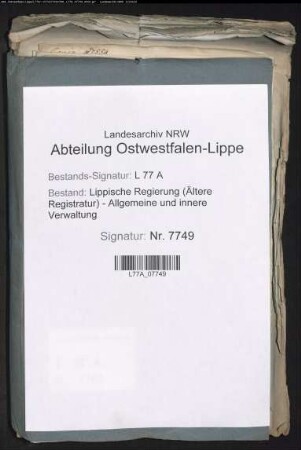 Landesarchiv NRW
Abteilung Ostwestfalen-Lippe
Bestands-Signatur: L 77 A
Bestand: Lippische Regierung (Ältere
Registratur) - Allgemeine und innere
Verwaltung
Signatur: Nr. 7749
L77A_07749